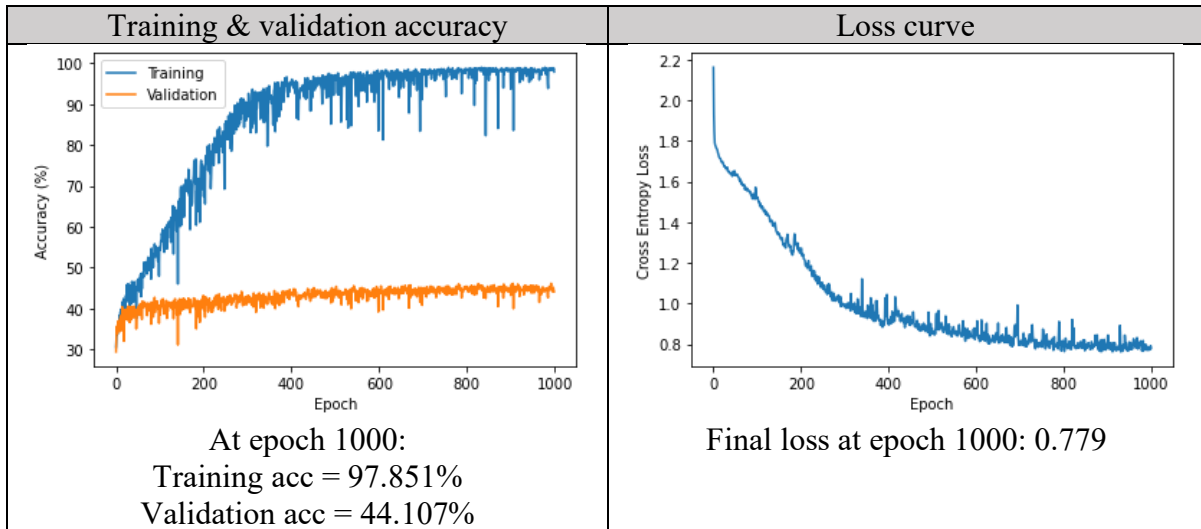 Training & validation accuracy
Loss curve
100
90
80
70
60
50
40
30
Accuracy (%)
Training
Validation
0
200
400
600
800
1000
Epoch
2.2
2.0
1.8
1.6
1.4
1.2
1.0
0.8
Cross Entropy Loss
0
200
400
600
800
1000
Epoch
At epoch 1000:
Training acc = 97.851%
Validation acc = 44.107%
Final loss at epoch 1000: 0.779